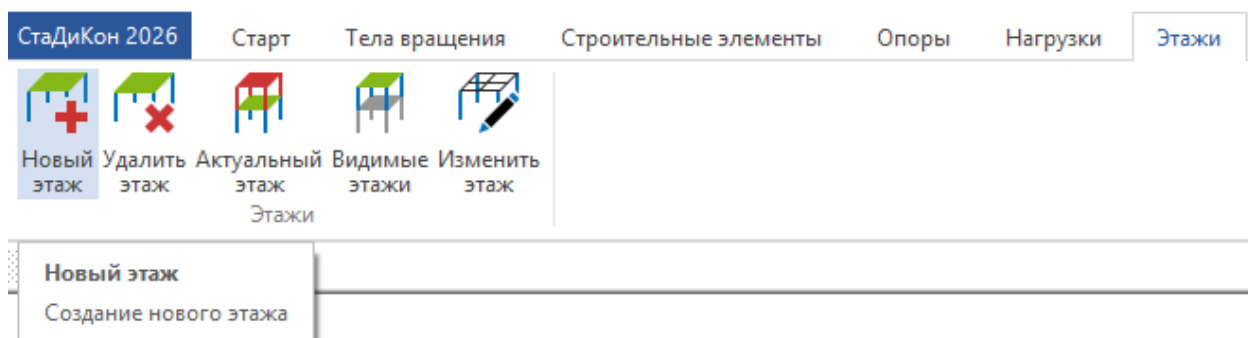 СтаДиКон 2026 Старт Тела вращения Строительные элементы Опоры Нагрузки Этажи
Новый Удалить Актуальный Видимые Изменить
этаж этаж этаж этажи этаж
Этажи
Новый этаж
Создание нового этажа